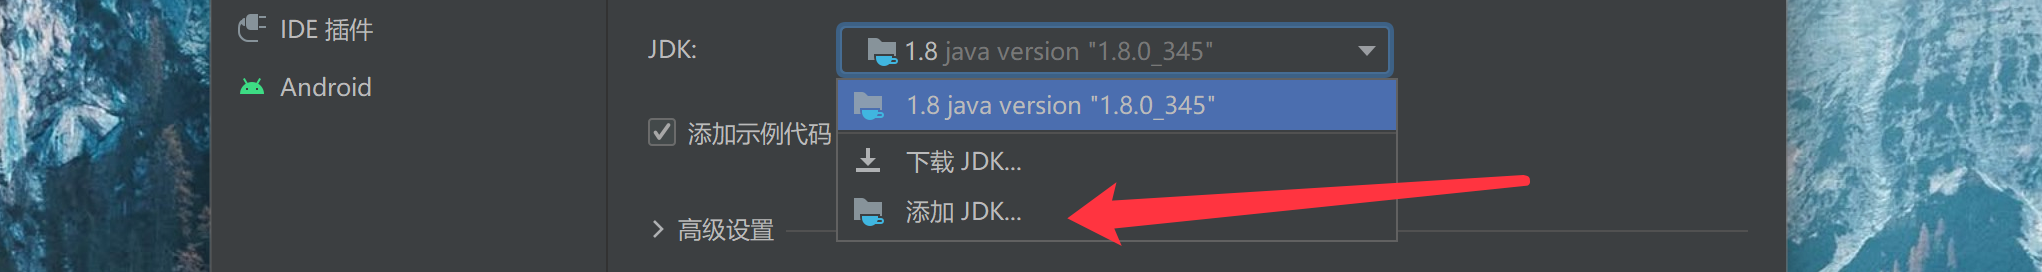 IDE 插件
Android
JDK:
1.8 java version "1.8.0_345"
1.8 java version "1.8.0_345"
添加示例代码
下载 JDK...
添加 JDK...
高级设置